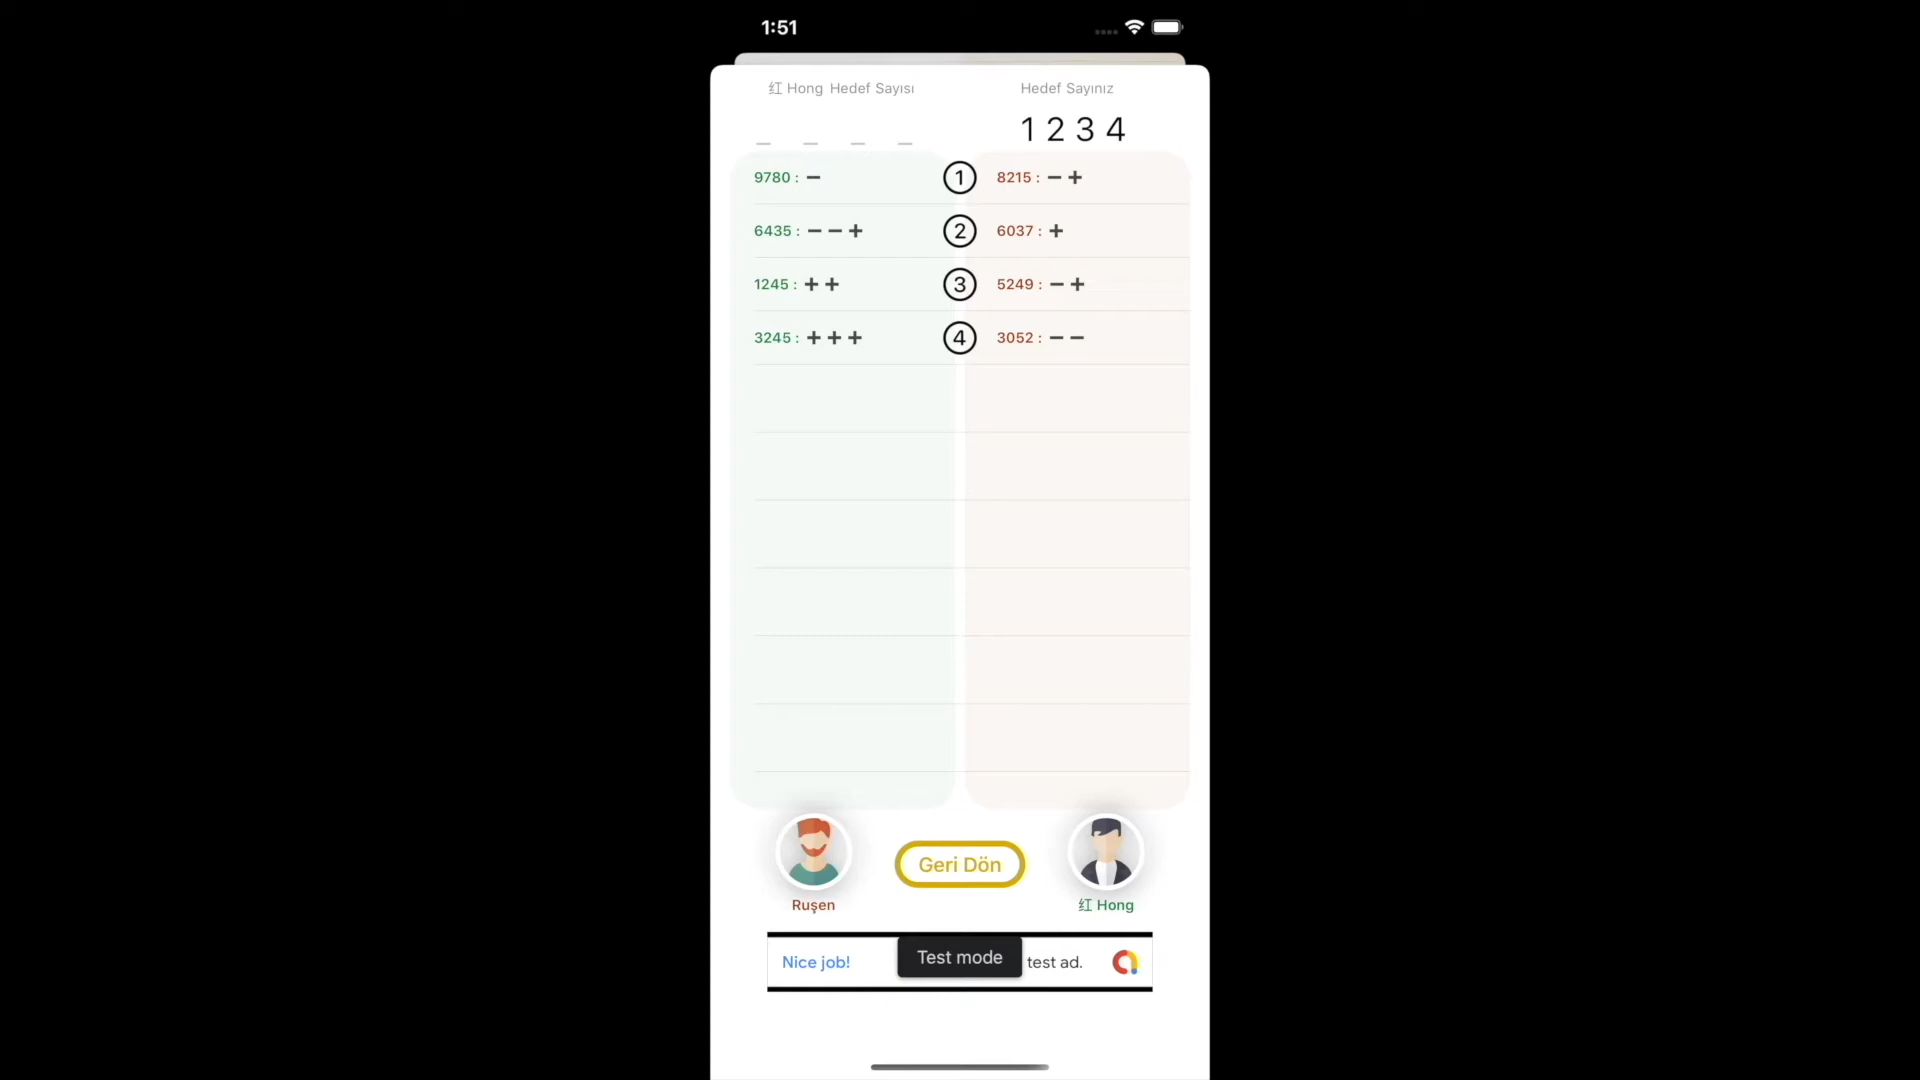 1:51
红 Hong Hedef Sayısı
Hedef Sayınız
_ _ _ _
1 2 3 4
9780 : −
1
8215 : − +
6435 : − − +
2
6037 : +
1245 : + +
3
5249 : − +
3245 : + + +
4
3052 : − −
Geri Dön
Ruşen
红 Hong
Nice job!
Test mode
test ad.